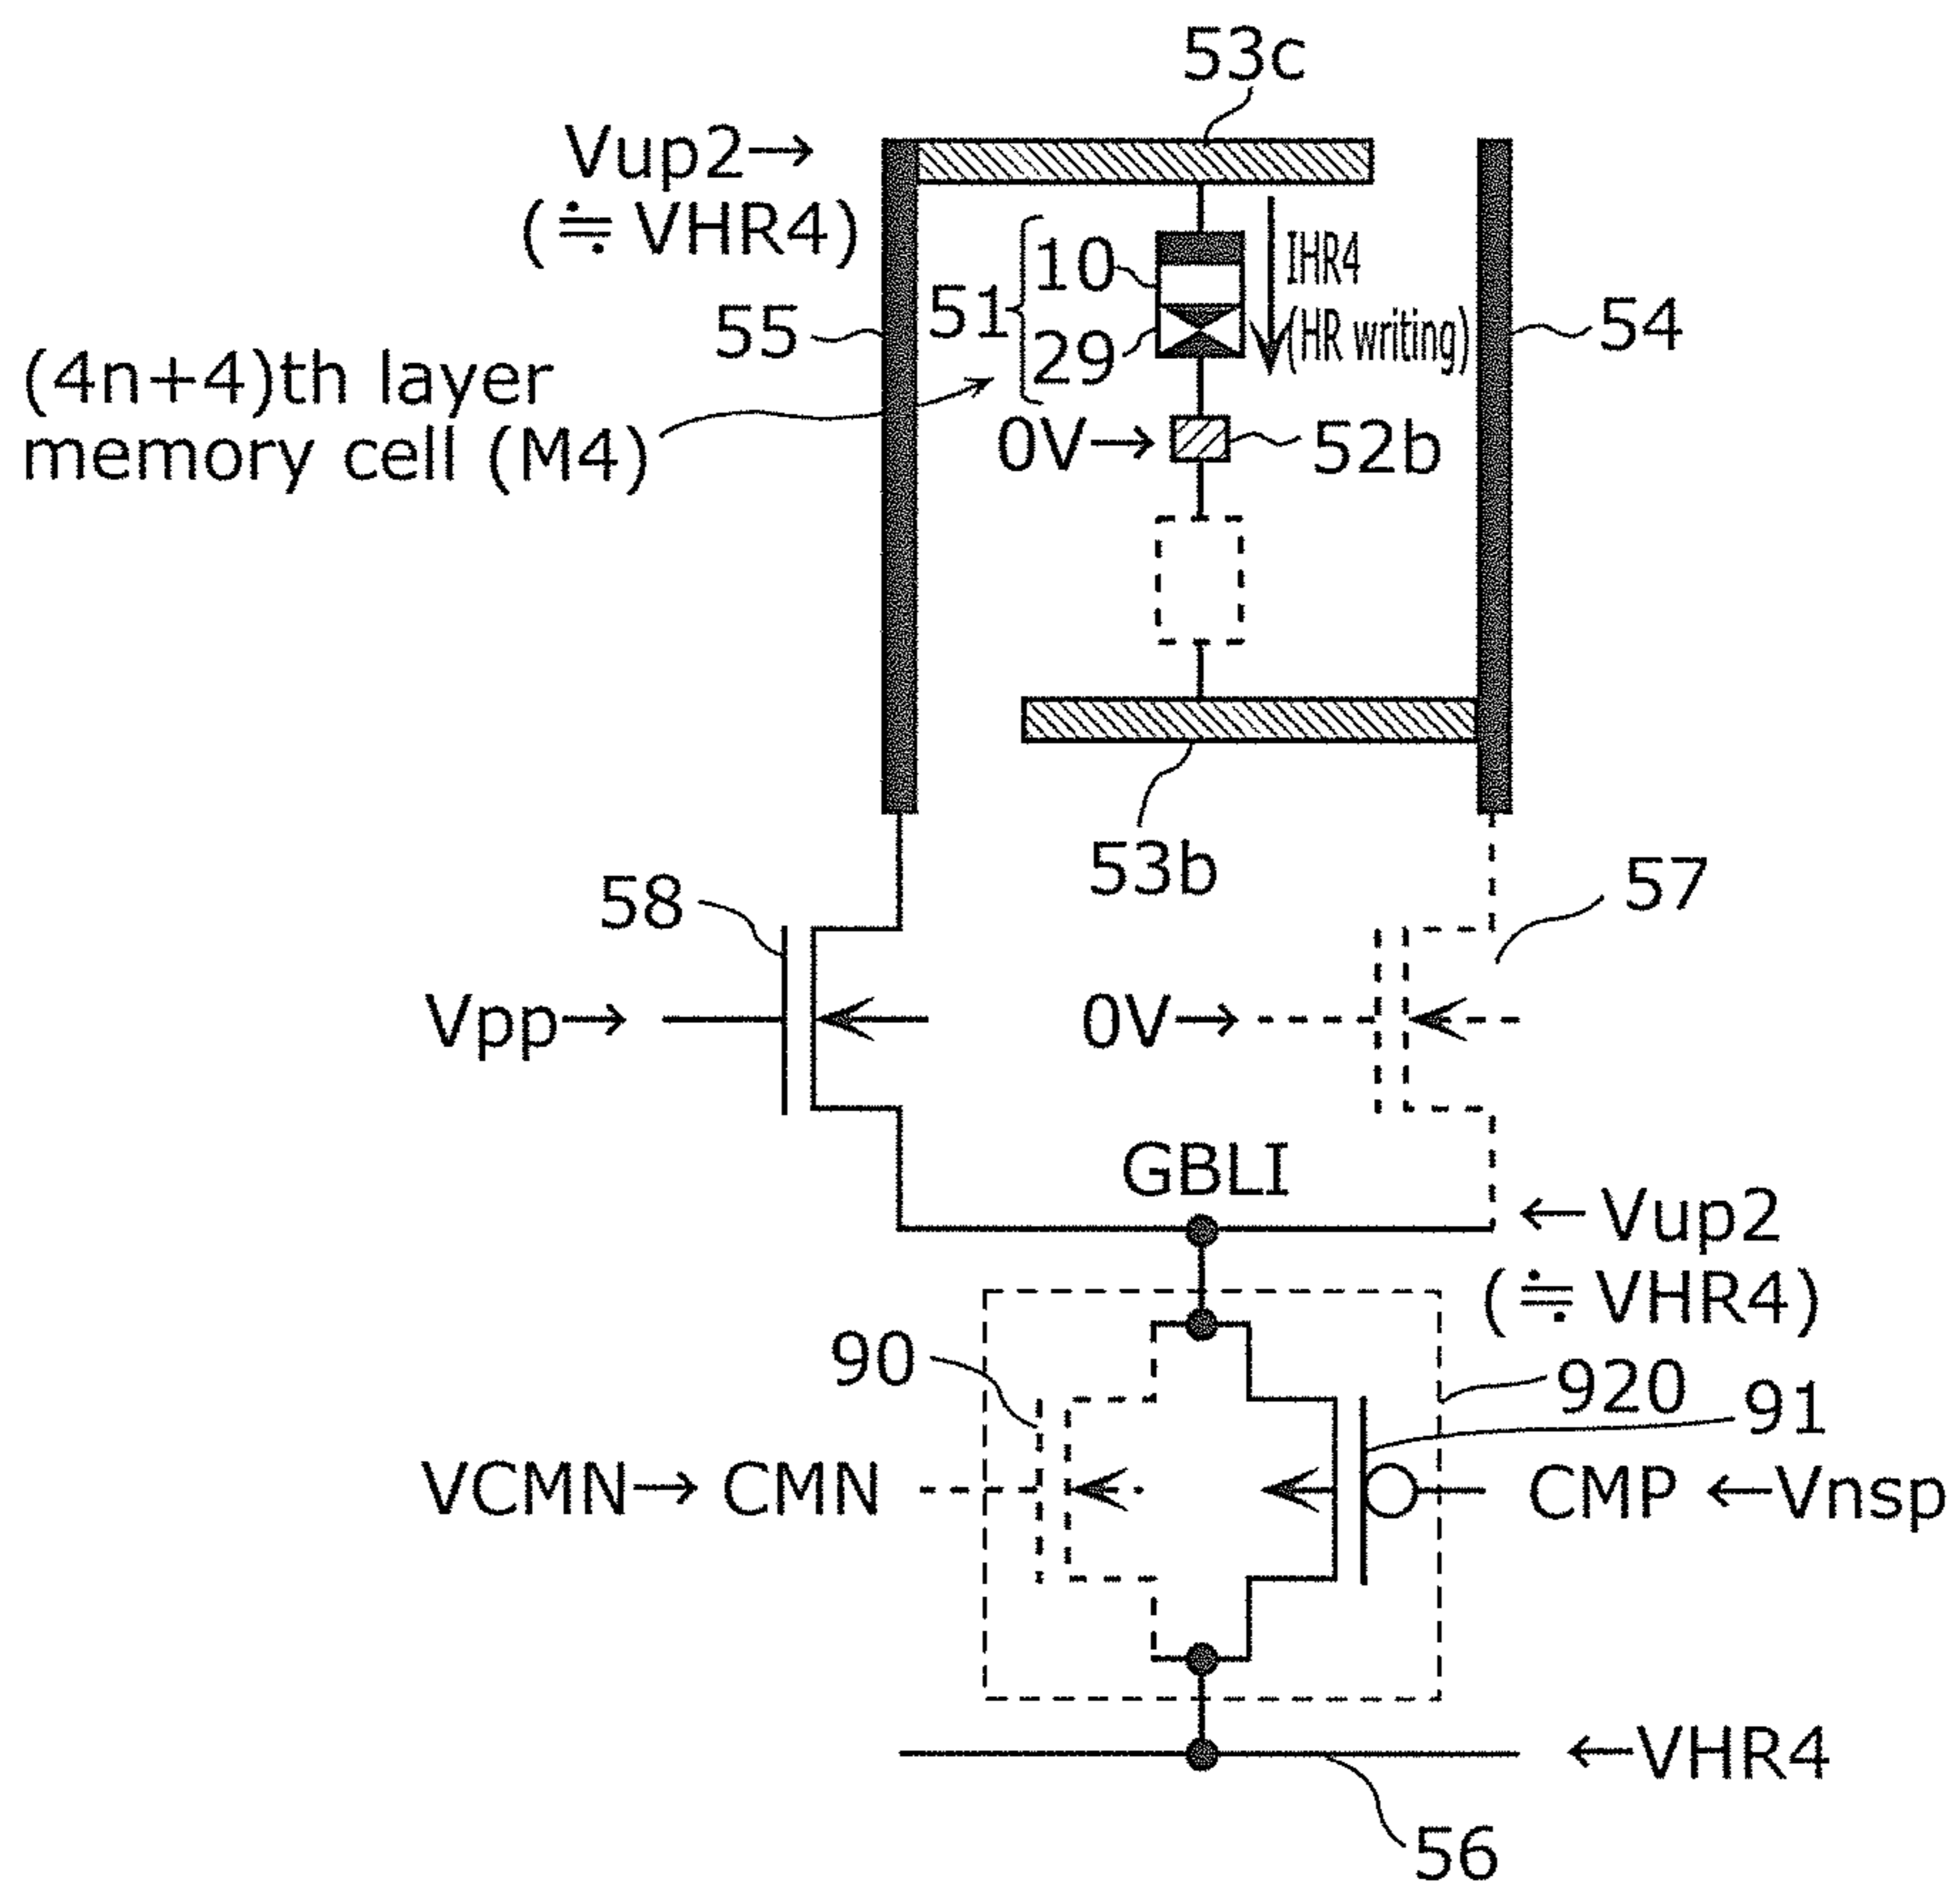 53c
Vup2→
(≒ VHR4)
51
10
29
IHR4
(HR writing)
55
54
(4n+4)th layer
memory cell (M4)
0V→
52b
53b
58
57
Vpp→
0V→
GBLI
←Vup2
(≒ VHR4)
90
920
91
VCMN→ CMN
CMP ←Vnsp
←VHR4
56